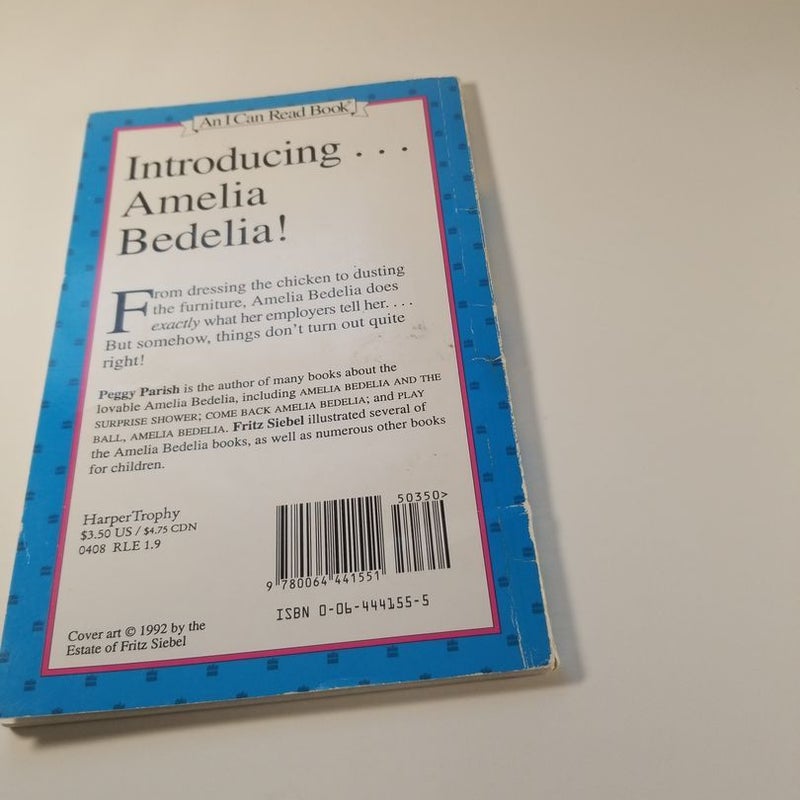 An I Can Read Book®
Introducing . . .
Amelia
Bedelia!
From dressing the chicken to dusting
the furniture, Amelia Bedelia does
exactly what her employers tell her. . . .
But somehow, things don't turn out quite
right!
Peggy Parish is the author of many books about the
lovable Amelia Bedelia, including AMELIA BEDELIA AND THE
SURPRISE SHOWER; COME BACK AMELIA BEDELIA; and PLAY
BALL, AMELIA BEDELIA. Fritz Siebel illustrated several of
the Amelia Bedelia books, as well as numerous other books
for children.
HarperTrophy
$3.50 US / $4.75 CDN
0408 RLE 1.9
50350>
9 780064 441551
ISBN 0-06-444155-5
Cover art © 1992 by the
Estate of Fritz Siebel